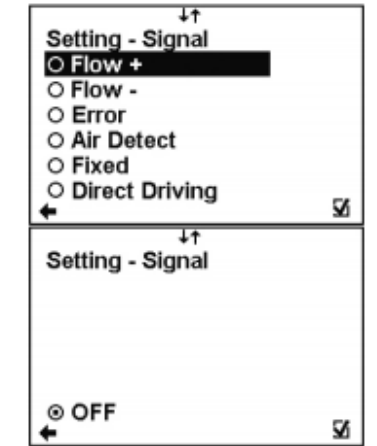 Setting - Signal
Flow +
Flow -
Error
Air Detect
Fixed
Direct Driving
Setting - Signal
OFF